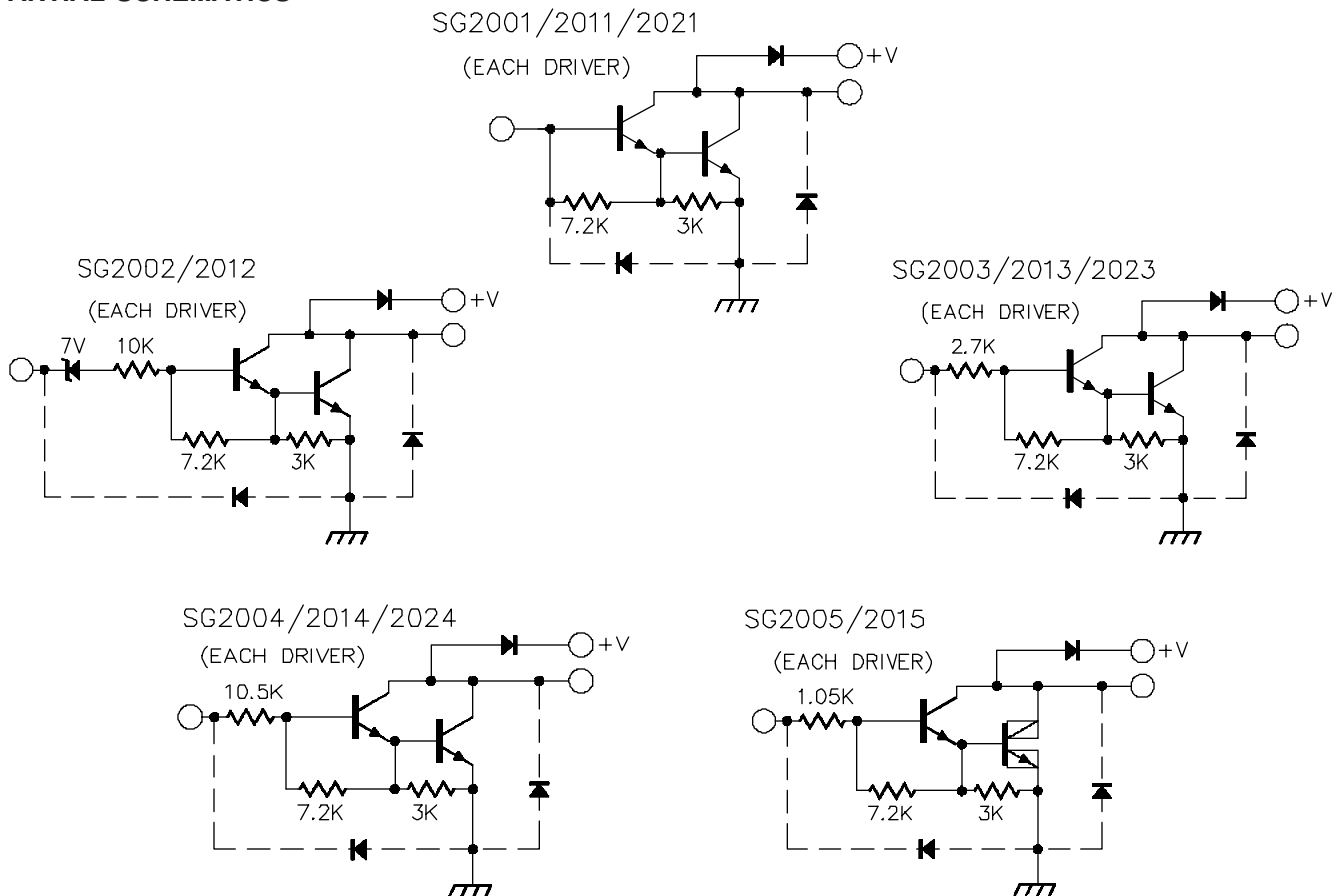 SG2001/2011/2021
(EACH DRIVER)
+V
7.2K
3K
SG2002/2012
(EACH DRIVER)
+V
7V
10K
7.2K
3K
SG2003/2013/2023
(EACH DRIVER)
+V
2.7K
7.2K
3K
SG2004/2014/2024
(EACH DRIVER)
+V
10.5K
7.2K
3K
SG2005/2015
(EACH DRIVER)
+V
1.05K
7.2K
3K